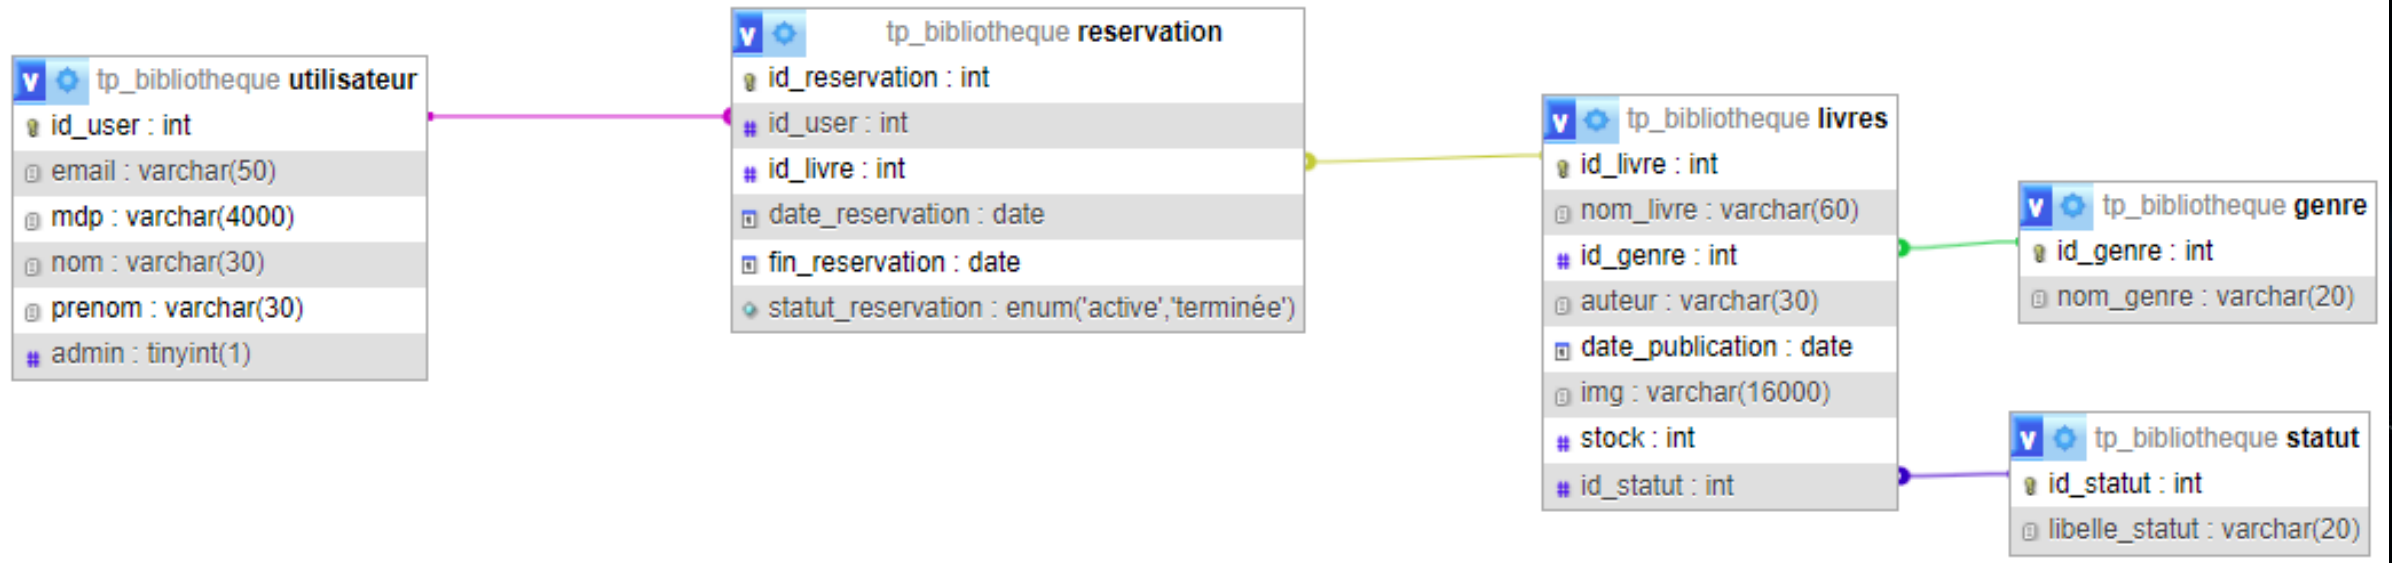 v tp_bibliotheque utilisateur
id_user : int
email : varchar(50)
mdp : varchar(4000)
nom : varchar(30)
prenom : varchar(30)
# admin : tinyint(1)
v tp_bibliotheque reservation
id_reservation : int
# id_user : int
# id_livre : int
date_reservation : date
fin_reservation : date
statut_reservation : enum('active','terminée')
v tp_bibliotheque livres
id_livre : int
nom_livre : varchar(60)
# id_genre : int
auteur : varchar(30)
date_publication : date
img : varchar(16000)
# stock : int
# id_statut : int
v tp_bibliotheque genre
id_genre : int
nom_genre : varchar(20)
v tp_bibliotheque statut
id_statut : int
libelle_statut : varchar(20)